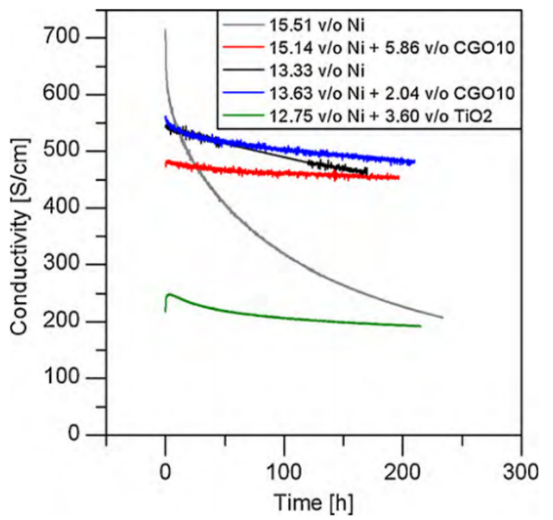 15.51 v/o Ni
15.14 v/o Ni + 5.86 v/o CGO10
13.33 v/o Ni
13.63 v/o Ni + 2.04 v/o CGO10
12.75 v/o Ni + 3.60 v/o TiO2
Conductivity [S/cm]
700
600
500
400
300
200
100
0
0
100
200
300
Time [h]